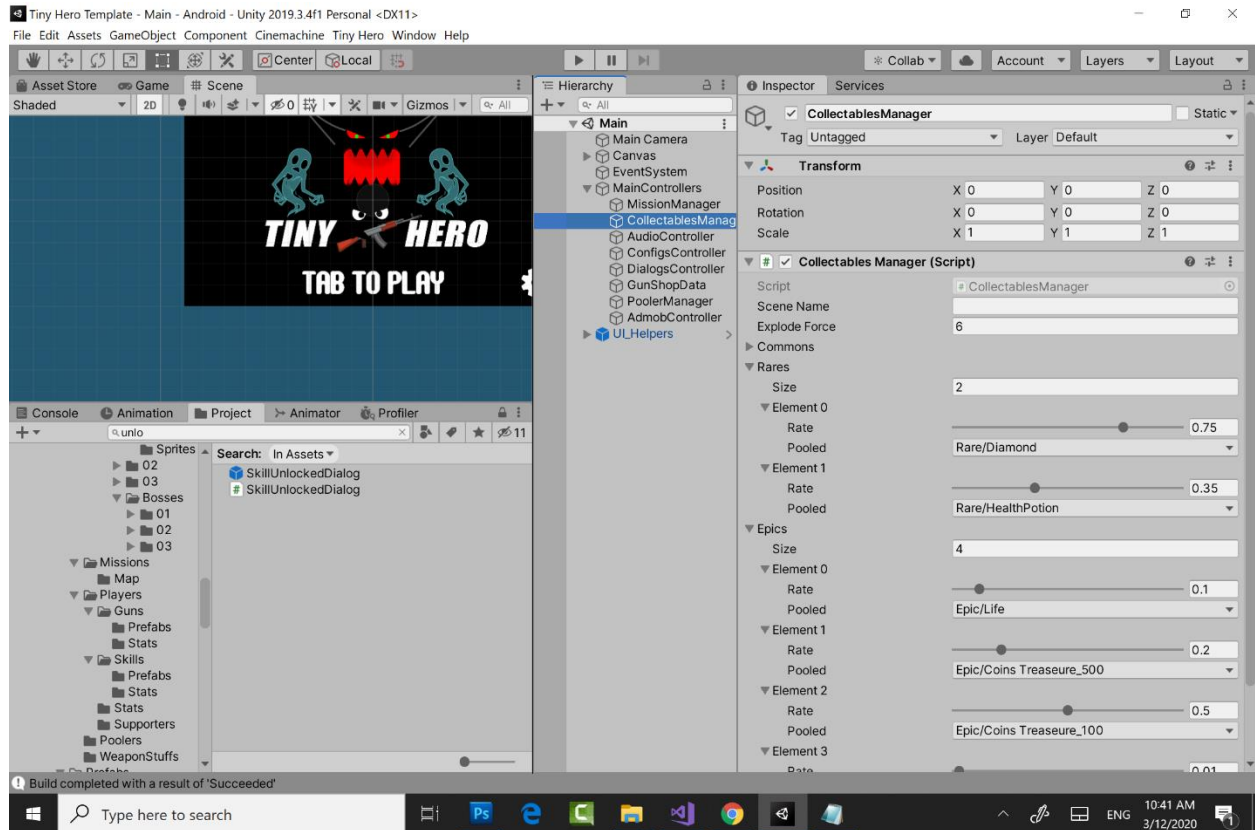 Tiny Hero Template - Main - Android - Unity 2019.3.4f1 Personal <DX11>
File Edit Assets GameObject Component Cinemachine Tiny Hero Window Help
Center Local
Collab Account Layers Layout
Asset Store Game Scene
Shaded 2D 0 Gizmos All
TINY HERO
TAB TO PLAY
Console Animation Project Animator Profiler
unlo 11
Sprites
02
03
Bosses
01
02
03
Missions
Map
Players
Guns
Prefabs
Stats
Skills
Prefabs
Stats
Stats
Supporters
Poolers
WeaponStuffs
Prefabs
Search: In Assets
SkillUnlockedDialog
SkillUnlockedDialog
Hierarchy
All
Main
Main Camera
Canvas
EventSystem
MainControllers
MissionManager
CollectablesManag
AudioController
ConfigsController
DialogsController
GunShopData
PoolerManager
AdmobController
UI_Helpers
Inspector Services
CollectablesManager Static
Tag Untagged Layer Default
Transform
Position X 0 Y 0 Z 0
Rotation X 0 Y 0 Z 0
Scale X 1 Y 1 Z 1
# Collectables Manager (Script)
Script # CollectablesManager
Scene Name
Explode Force 6
Commons
Rares
Size 2
Element 0
Rate 0.75
Pooled Rare/Diamond
Element 1
Rate 0.35
Pooled Rare/HealthPotion
Epics
Size 4
Element 0
Rate 0.1
Pooled Epic/Life
Element 1
Rate 0.2
Pooled Epic/Coins Treaseure_500
Element 2
Rate 0.5
Pooled Epic/Coins Treasure_100
Element 3
Rate 0.01
Build completed with a result of 'Succeeded'
Type here to search
Ps
ENG
10:41 AM
3/12/2020
1